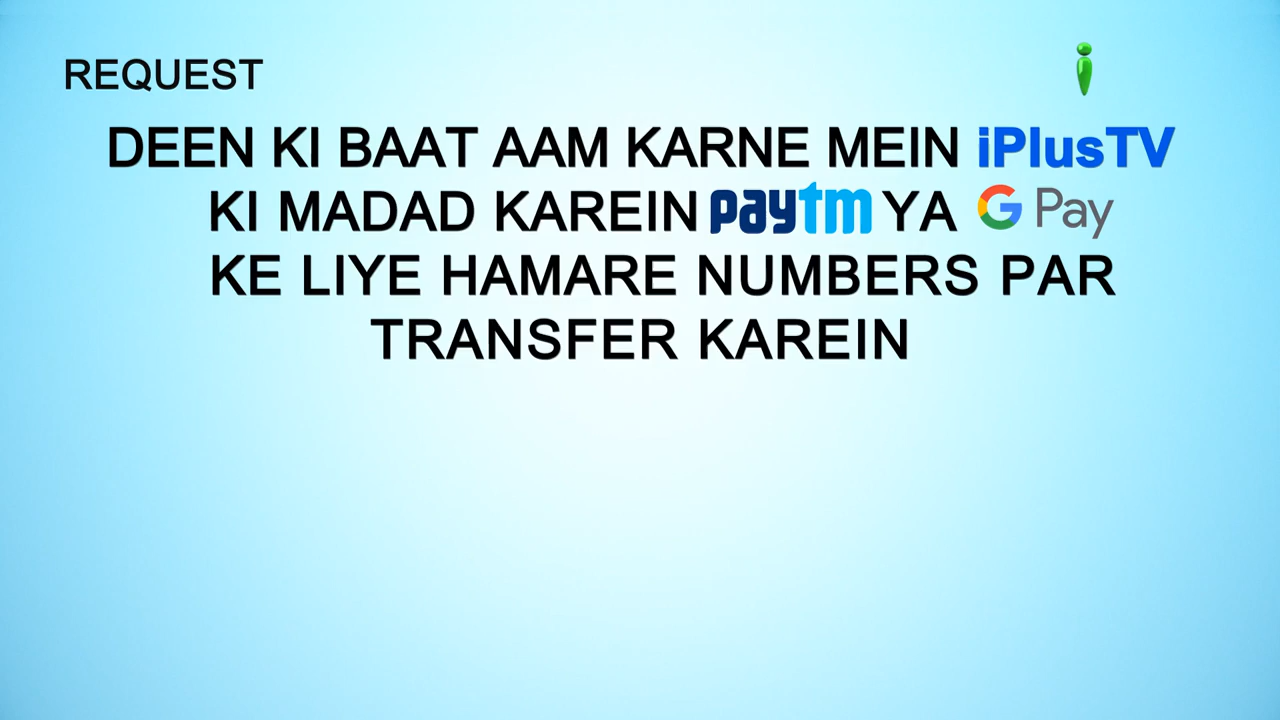 REQUEST
DEEN KI BAAT AAM KARNE MEIN iPlusTV
KI MADAD KAREIN paytm YA G Pay
KE LIYE HAMARE NUMBERS PAR
TRANSFER KAREIN